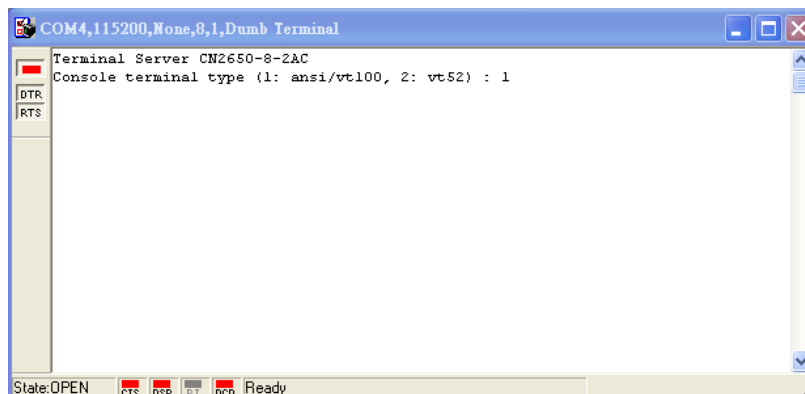 COM4,115200,None,8,1,Dumb Terminal
Terminal Server CN2650-8-2AC
Console terminal type (1: ansi/vt100, 2: vt52) : 1
DTR
RTS
State:OPEN CTS DSR RI DCD Ready